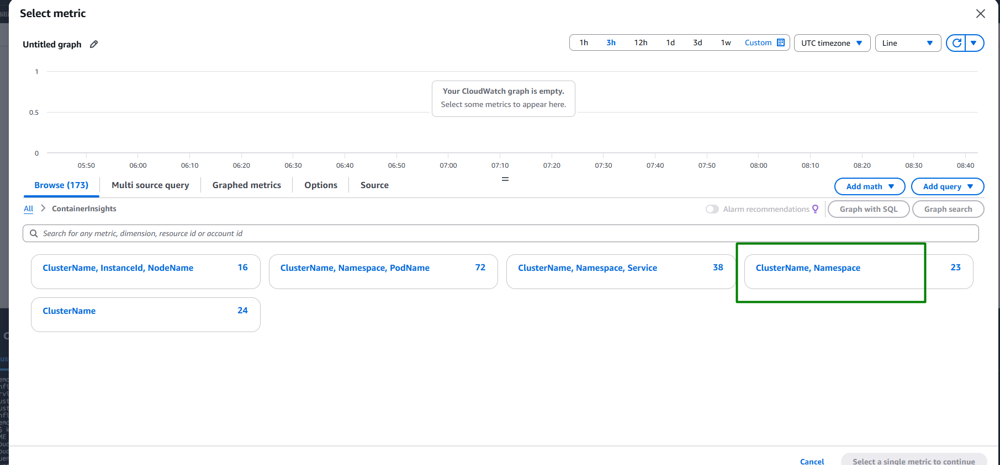 Select metric
Untitled graph
1h 3h 12h 1d 3d 1w Custom UTC timezone Line
1
Your CloudWatch graph is empty.
Select some metrics to appear here.
0.5
0
05:50 06:00 06:10 06:20 06:30 06:40 06:50 07:00 07:10 07:20 07:30 07:40 07:50 08:00 08:10 08:20 08:30 08:40
Browse (173) Multi source query Graphed metrics Options Source Add math Add query
All ContainerInsights Alarm recommendations Graph with SQL Graph search
Search for any metric, dimension, resource id or account id
ClusterName, InstanceId, NodeName 16 ClusterName, Namespace, PodName 72 ClusterName, Namespace, Service 38 ClusterName, Namespace 23
ClusterName 24
Cancel Select a single metric to continue